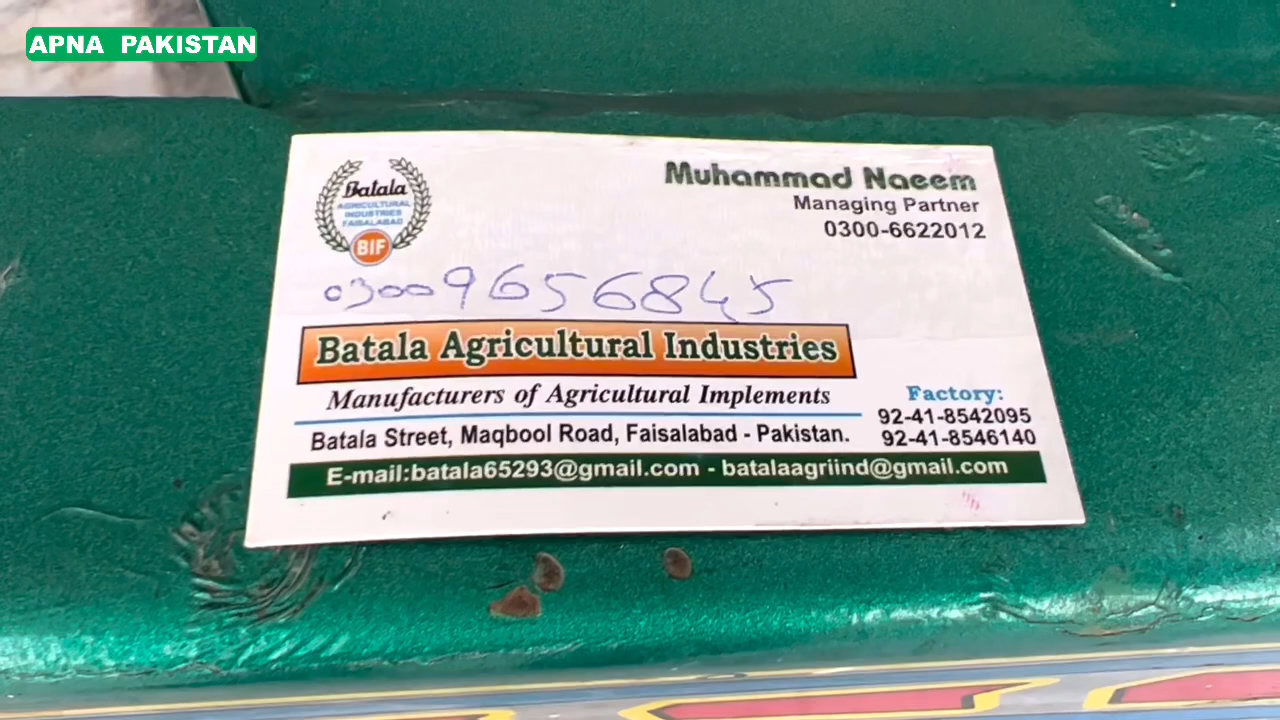 APNA PAKISTAN
Batala
AGRICULTURAL
INDUSTRIES
FAISALABAD
BIF
Muhammad Naeem
Managing Partner
0300-6622012
03009656845
Batala Agricultural Industries
Manufacturers of Agricultural Implements
Batala Street, Maqbool Road, Faisalabad - Pakistan.
Factory:
92-41-8542095
92-41-8546140
E-mail:batala65293@gmail.com - batalaagriind@gmail.com